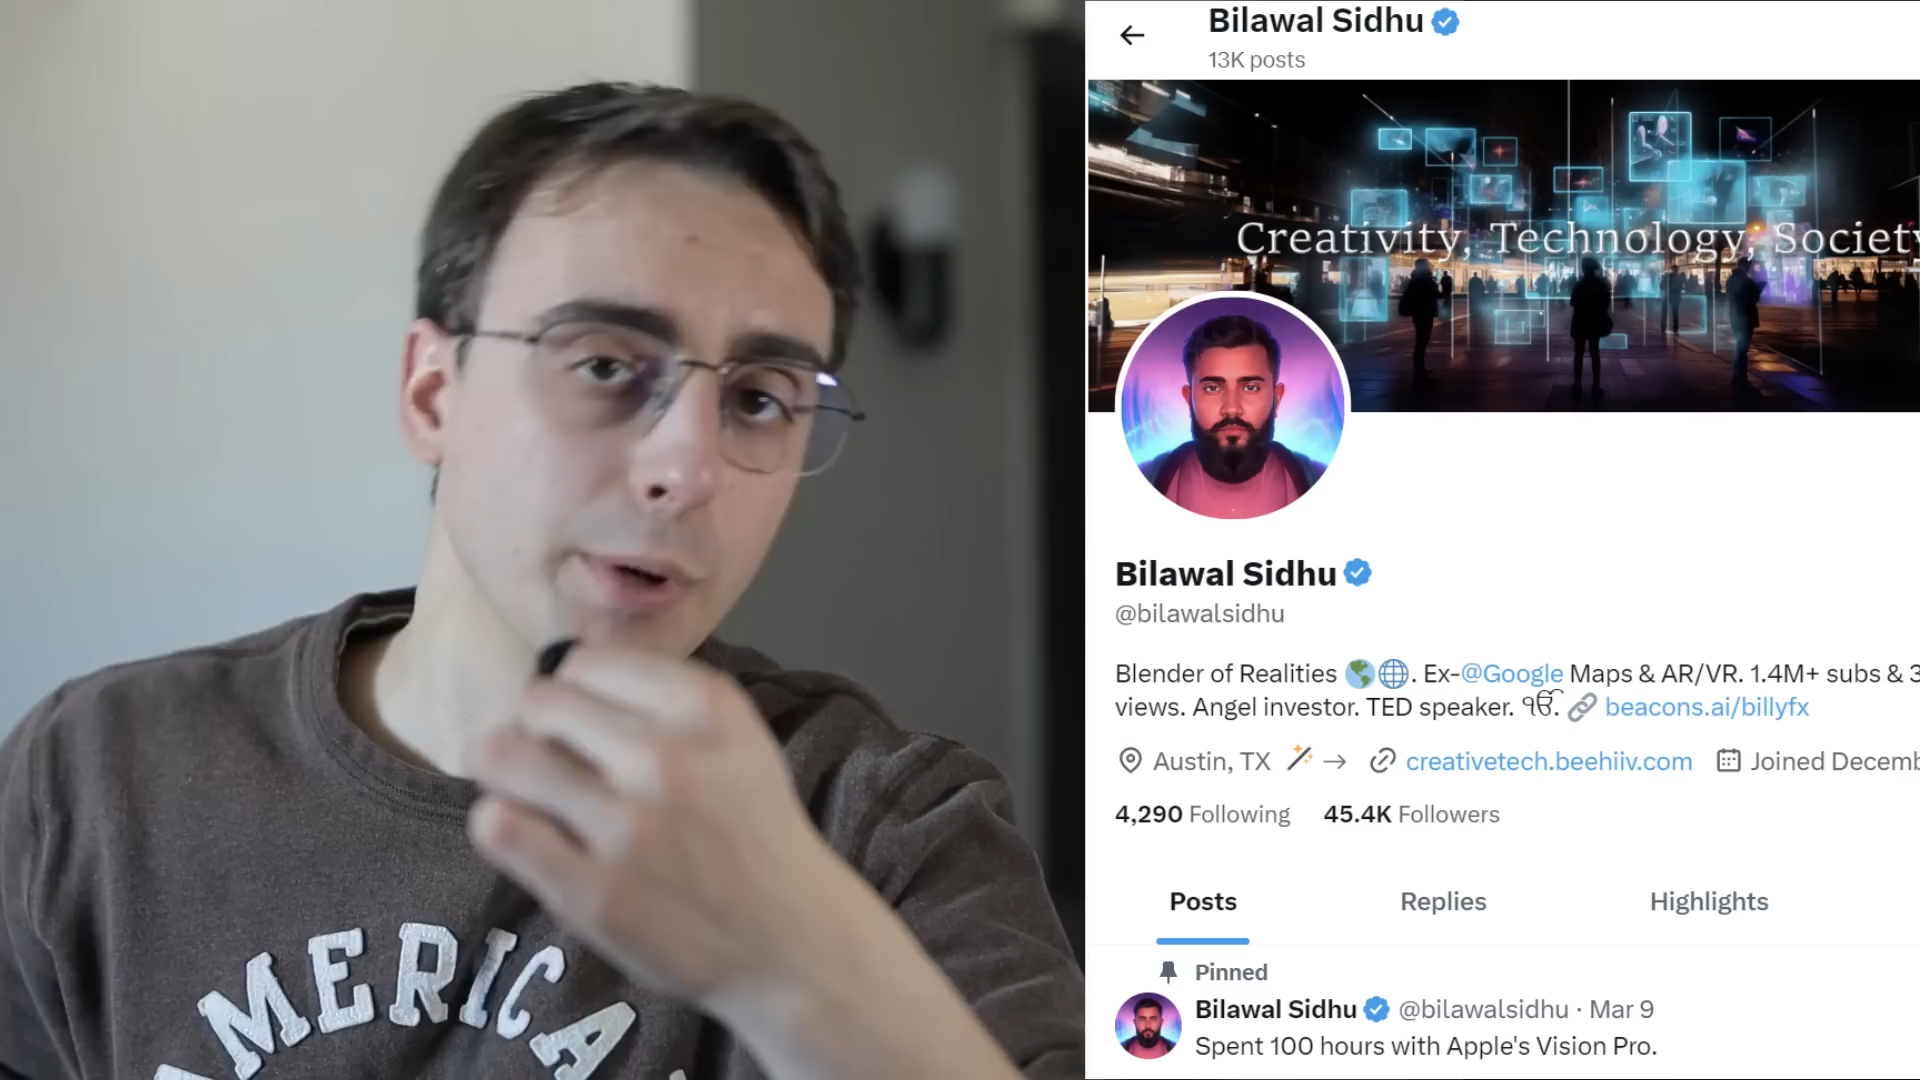 Bilawal Sidhu
13K posts
Creativity, Technology, Society
Bilawal Sidhu
@bilawalsidhu
Blender of Realities 🌎🌐. Ex-@Google Maps & AR/VR. 1.4M+ subs & 3
views. Angel investor. TED speaker. ੴ. 🔗 beacons.ai/billyfx
Austin, TX 🪄 → creativetech.beehiiv.com Joined Decemb
4,290 Following 45.4K Followers
Posts Replies Highlights
Pinned
Bilawal Sidhu @bilawalsidhu · Mar 9
Spent 100 hours with Apple's Vision Pro.
AMERICA